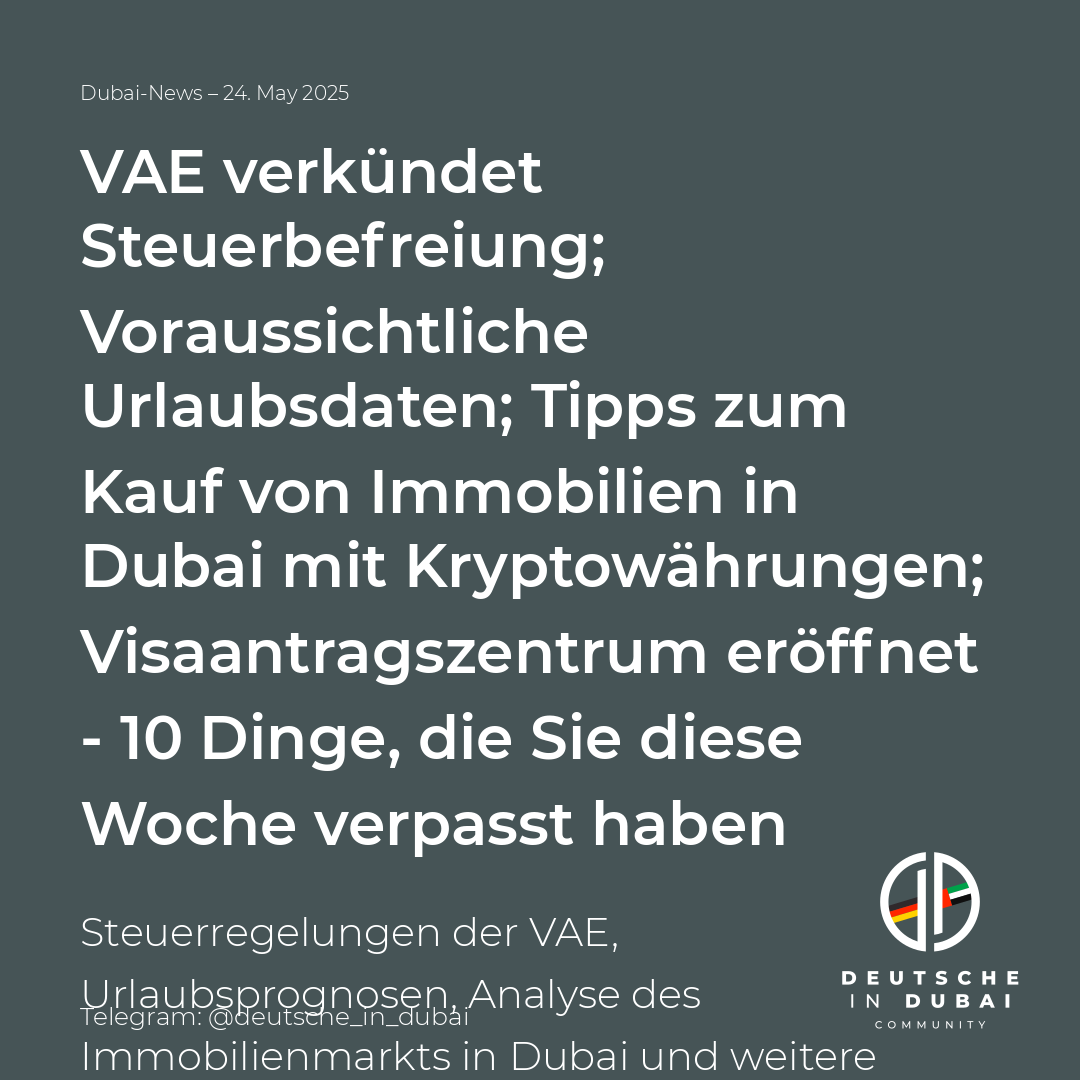 Dubai-News – 24. May 2025
VAE verkündet
Steuerbefreiung;
Voraussichtliche
Urlaubsdaten; Tipps zum
Kauf von Immobilien in
Dubai mit Kryptowährungen;
Visaantragszentrum eröffnet
- 10 Dinge, die Sie diese
Woche verpasst haben
Steuerregelungen der VAE,
Urlaubsprognosen, Analyse des
Telegram: @deutsche_in_dubai
Immobilienmarkts in Dubai und weitere
DEUTSCHE
IN DUBAI
COMMUNITY